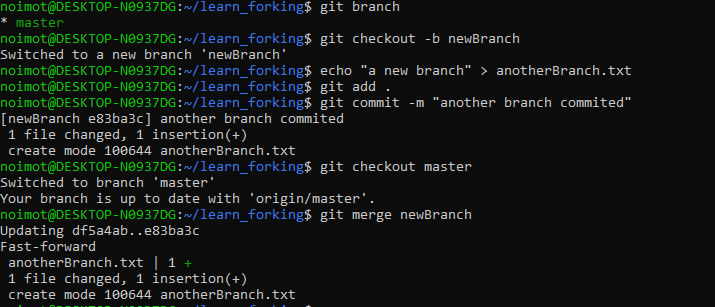 noimot@DESKTOP-N0937DG:~/learn_forking$ git branch
* master
noimot@DESKTOP-N0937DG:~/learn_forking$ git checkout -b newBranch
Switched to a new branch 'newBranch'
noimot@DESKTOP-N0937DG:~/learn_forking$ echo "a new branch" > anotherBranch.txt
noimot@DESKTOP-N0937DG:~/learn_forking$ git add .
noimot@DESKTOP-N0937DG:~/learn_forking$ git commit -m "another branch commited"
[newBranch e83ba3c] another branch commited
 1 file changed, 1 insertion(+)
 create mode 100644 anotherBranch.txt
noimot@DESKTOP-N0937DG:~/learn_forking$ git checkout master
Switched to branch 'master'
Your branch is up to date with 'origin/master'.
noimot@DESKTOP-N0937DG:~/learn_forking$ git merge newBranch
Updating df5a4ab..e83ba3c
Fast-forward
 anotherBranch.txt | 1 +
 1 file changed, 1 insertion(+)
 create mode 100644 anotherBranch.txt